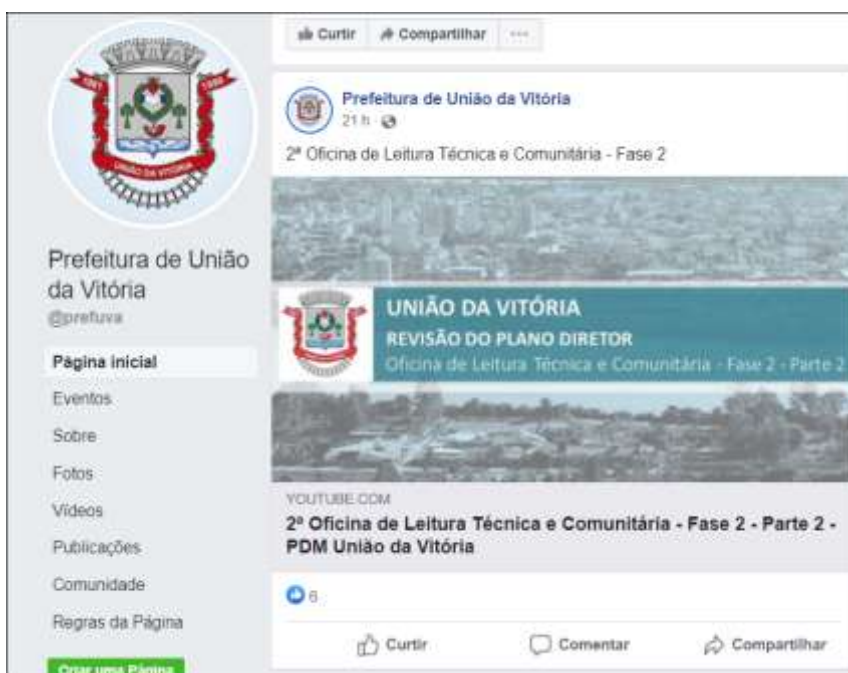 UNIÃO DA VITÓRIA
Prefeitura de União
da Vitória
@prefuva
Página inicial
Eventos
Sobre
Fotos
Vídeos
Publicações
Comunidade
Regras da Página
Criar uma Página
Curtir Compartilhar ...
Prefeitura de União da Vitória
21 h ·
2ª Oficina de Leitura Técnica e Comunitária - Fase 2
UNIÃO DA VITÓRIA
REVISÃO DO PLANO DIRETOR
Oficina de Leitura Técnica e Comunitária - Fase 2 - Parte 2
YOUTUBE.COM
2ª Oficina de Leitura Técnica e Comunitária - Fase 2 - Parte 2 -
PDM União da Vitória
6
Curtir Comentar Compartilhar